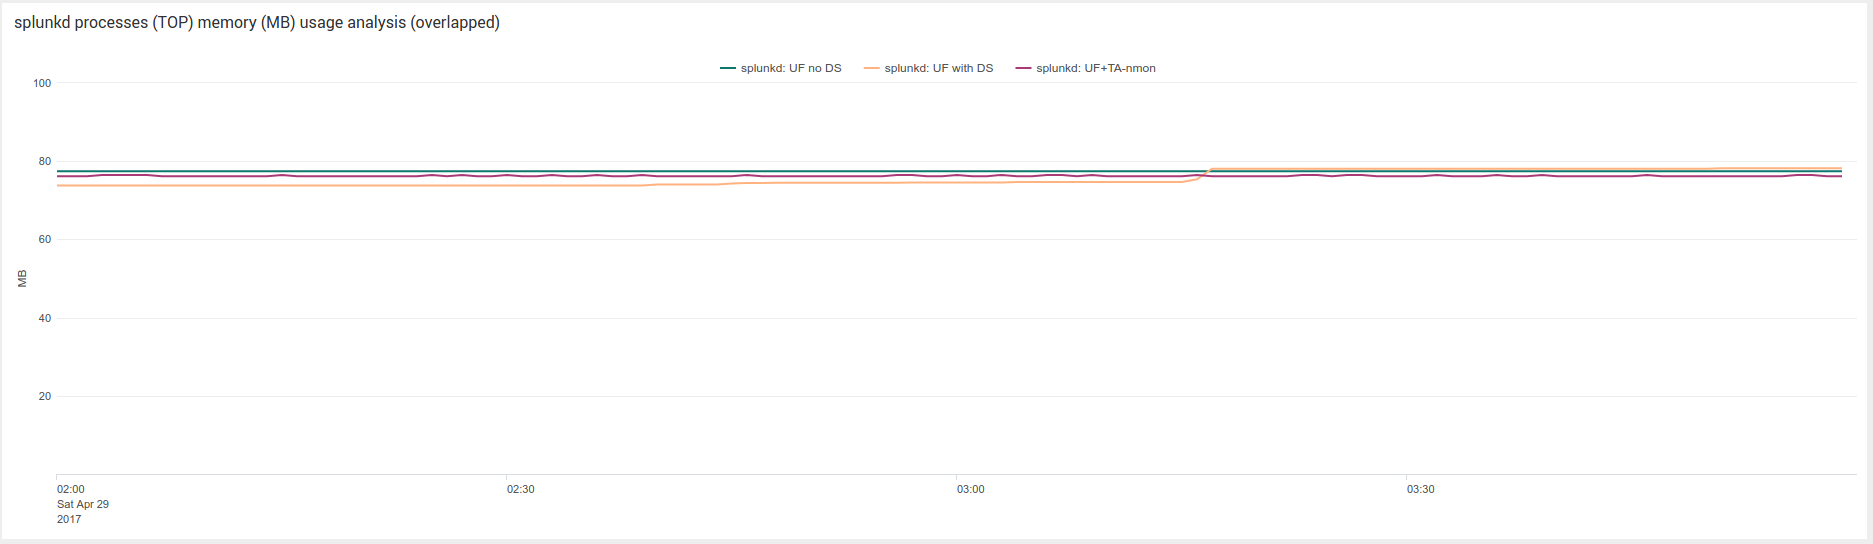 splunkd processes (TOP) memory (MB) usage analysis (overlapped)
splunkd: UF no DS splunkd: UF with DS splunkd: UF+TA-nmon
100
80
60
MB
40
20
02:00 02:30 03:00 03:30
Sat Apr 29
2017